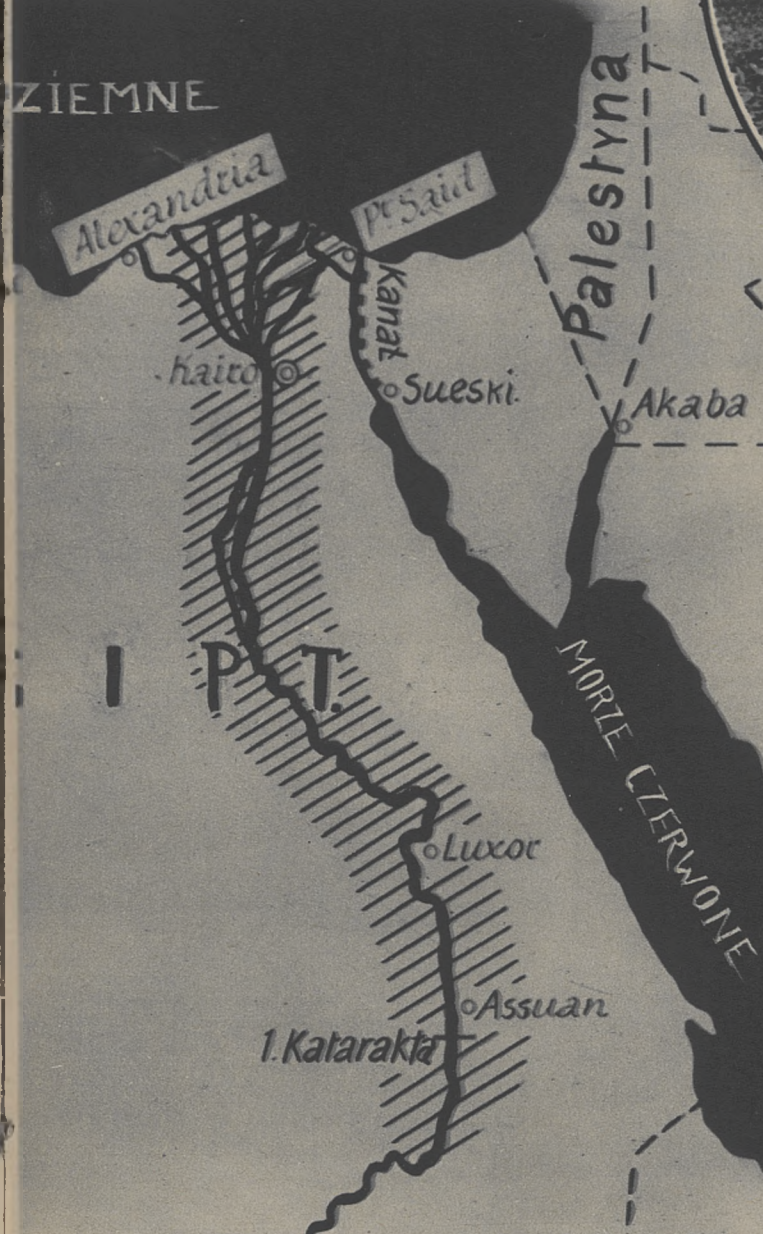 ZIEMNE
Alexandria
Pt Said
Palestyna
Kanał
Kairo
Sueski.
Akaba
I P T.
MORZE CZERWONE
Luxor
Assuan
1. Katarakta